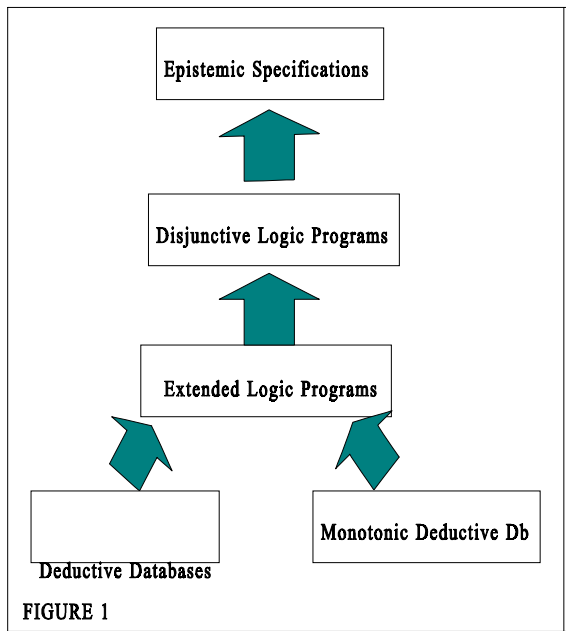 Epistemic Specifications
Disjunctive Logic Programs
Extended Logic Programs
Monotonic Deductive Db
Deductive Databases
FIGURE 1